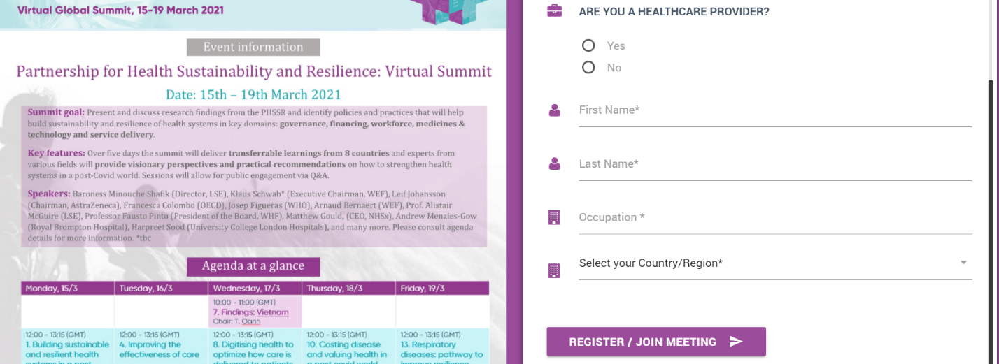 Virtual Global Summit, 15-19 March 2021
Event information
Partnership for Health Sustainability and Resilience: Virtual Summit
Date: 15th – 19th March 2021
Summit goal: Present and discuss research findings from the PHSSR and identify policies and practices that will help
build sustainability and resilience of health systems in key domains: governance, financing, workforce, medicines &
technology and service delivery.
Key features: Over five days the summit will deliver transferrable learnings from 8 countries and experts from
various fields will provide visionary perspectives and practical recommendations on how to strengthen health
systems in a post-Covid world. Sessions will allow for public engagement via Q&A.
Speakers: Baroness Minouche Shafik (Director, LSE), Klaus Schwab* (Executive Chairman, WEF), Leif Johansson
(Chairman, AstraZeneca), Francesca Colombo (OECD), Josep Figueras (WHO), Arnaud Bernaert (WEF), Prof. Alistair
McGuire (LSE), Professor Fausto Pinto (President of the Board, WHF), Matthew Gould, (CEO, NHSx), Andrew Menzies-Gow
(Royal Brompton Hospital), Harpreet Sood (University College London Hospitals), and many more. Please consult agenda
details for more information. *tbc
Agenda at a glance
Monday, 15/3 Tuesday, 16/3 Wednesday, 17/3 Thursday, 18/3 Friday, 19/3
10:00 - 11:00 (GMT)
7. Findings: Vietnam
Chair: T. Oanh
12:00 - 13:15 (GMT) 12:00 - 13:15 (GMT) 12:00 - 13:15 (GMT) 12:00 - 13:15 (GMT) 12:00 - 13:15 (GMT)
1. Building sustainable 4. Improving the 8. Digitising health to 10. Costing disease 13. Respiratory
and resilient health effectiveness of care optimize how care is and valuing health in diseases: pathway to
systems in a post delivered to patients a post covid world improve resilience
ARE YOU A HEALTHCARE PROVIDER?
Yes
No
First Name*
Last Name*
Occupation *
Select your Country/Region*
REGISTER / JOIN MEETING